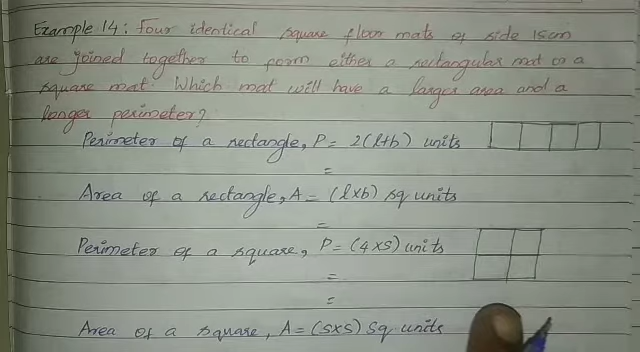 Example 14: Four identical square floor mats of side 15cm
are joined together to form either a rectangular mat or a
square mat. Which mat will have a larger area and a
longer perimeter?
Perimeter of a rectangle, P = 2(l+b) units
=
Area of a rectangle, A = (l×b) sq units
=
Perimeter of a square, P = (4×s) units
=
=
Area of a square, A = (s×s) sq units